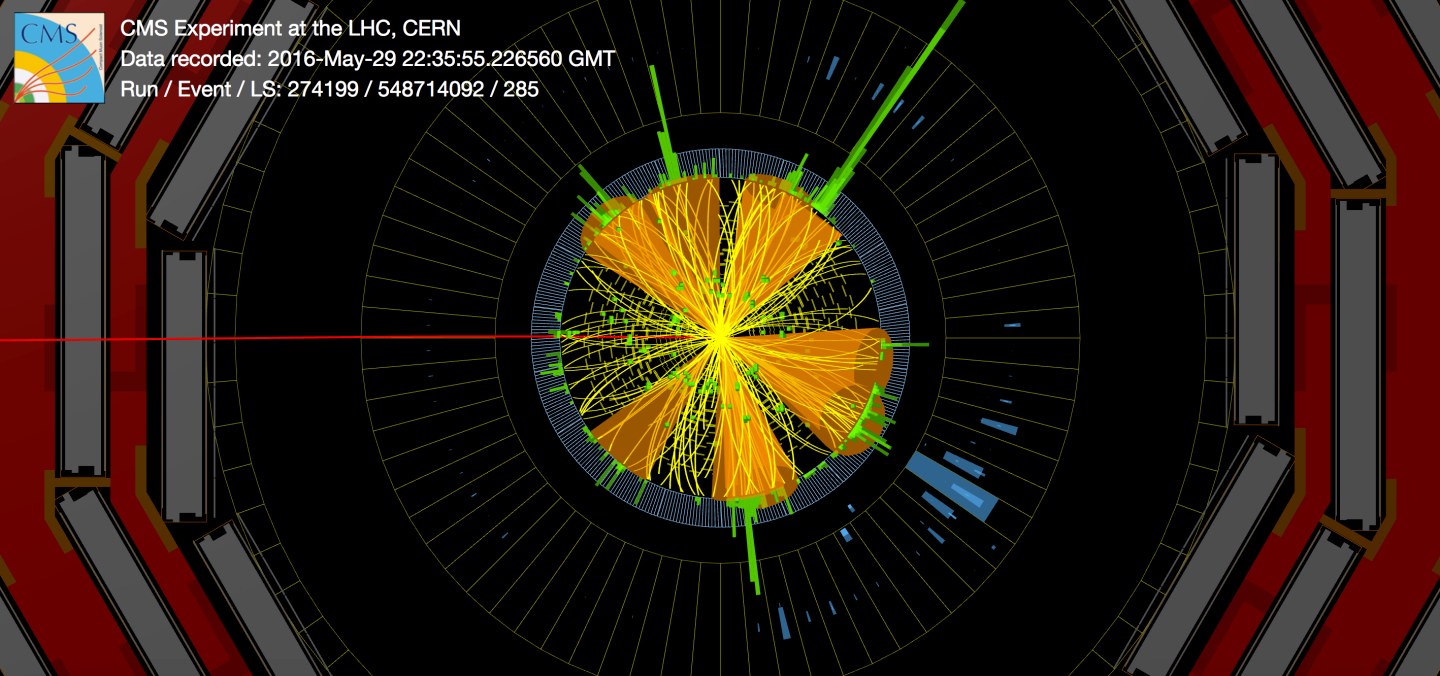 CMS
CMS Experiment at the LHC, CERN
Data recorded: 2016-May-29 22:35:55.226560 GMT
Run / Event / LS: 274199 / 548714092 / 285